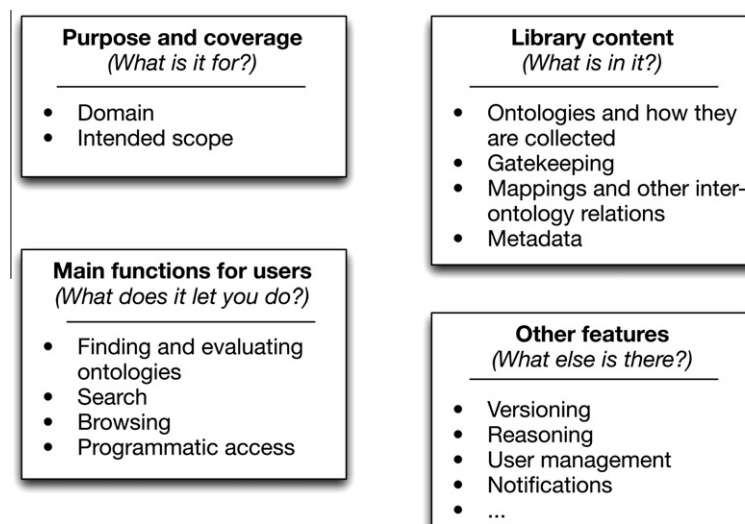 Purpose and coverage
(What is it for?)
• Domain
• Intended scope
Library content
(What is in it?)
• Ontologies and how they
are collected
• Gatekeeping
• Mappings and other inter-
ontology relations
• Metadata
Main functions for users
(What does it let you do?)
• Finding and evaluating
ontologies
• Search
• Browsing
• Programmatic access
Other features
(What else is there?)
• Versioning
• Reasoning
• User management
• Notifications
• ...